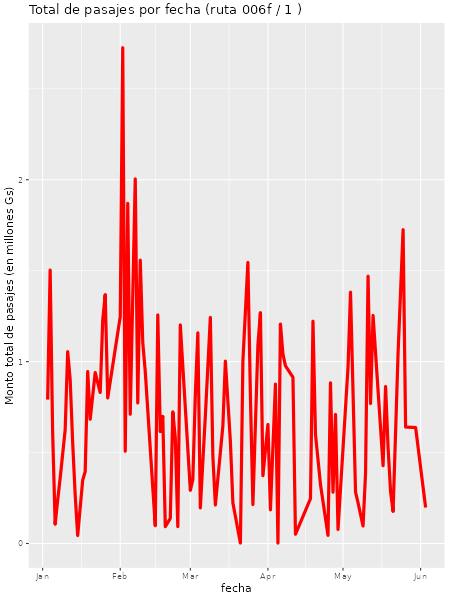 Total de pasajes por fecha (ruta 006f / 1 )
Monto total de pasajes (en millones Gs)
2
1
0
Jan Feb Mar Apr May Jun
fecha